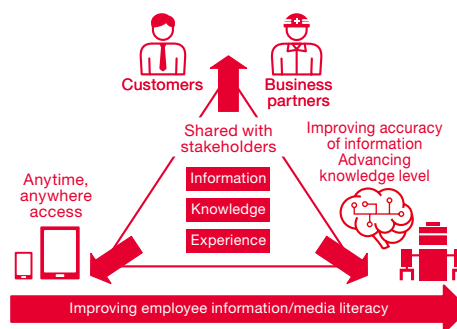 Customers
Business
partners
Shared with
stakeholders
Improving accuracy
of information
Advancing
knowledge level
Anytime,
anywhere
access
Information
Knowledge
Experience
Improving employee information/media literacy